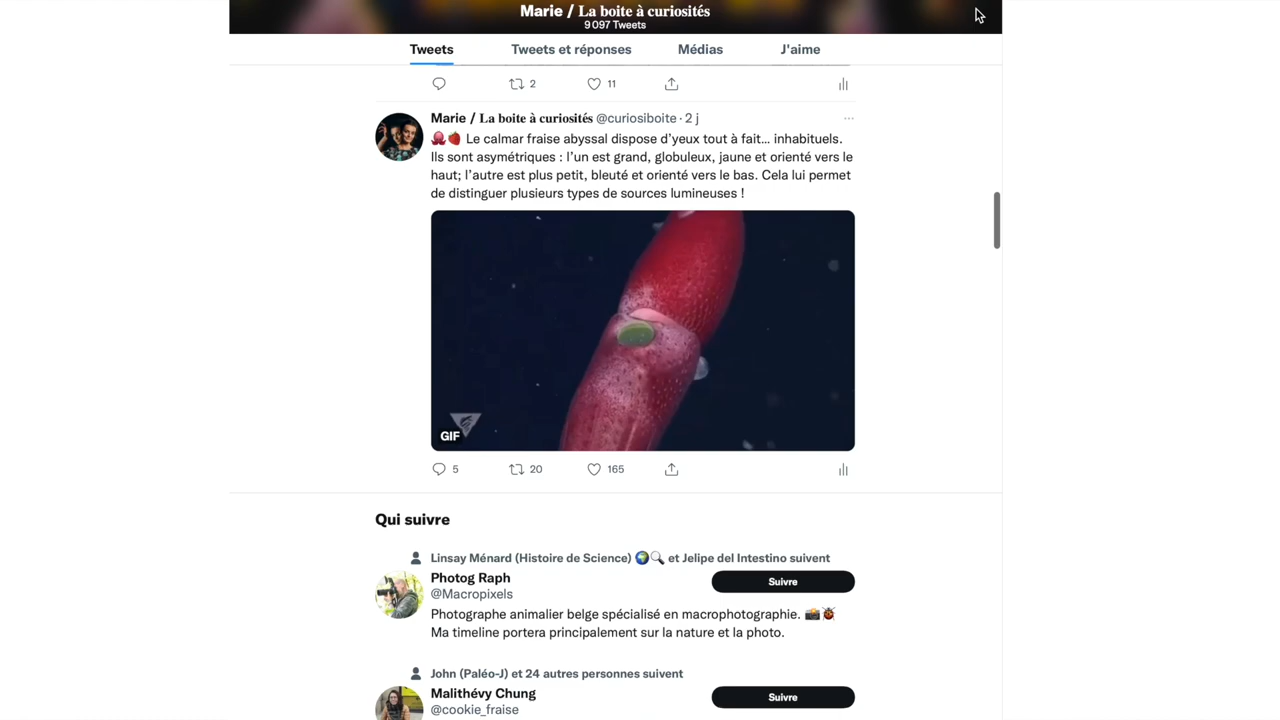 Marie / La boite à curiosités
9 097 Tweets
Tweets
Tweets et réponses
Médias
J'aime
2
11
Marie / La boite à curiosités @curiosiboite · 2 j
🐙🍓 Le calmar fraise abyssal dispose d'yeux tout à fait... inhabituels.
Ils sont asymétriques : l'un est grand, globuleux, jaune et orienté vers le
haut; l'autre est plus petit, bleuté et orienté vers le bas. Cela lui permet
de distinguer plusieurs types de sources lumineuses !
GIF
5
20
165
Qui suivre
Linsay Ménard (Histoire de Science) 🌍🔍 et Jelipe del Intestino suivent
Photog Raph
Suivre
@Macropixels
Photographe animalier belge spécialisé en macrophotographie. 📸🐞
Ma timeline portera principalement sur la nature et la photo.
John (Paléo-J) et 24 autres personnes suivent
Malithévy Chung
Suivre
@cookie_fraise